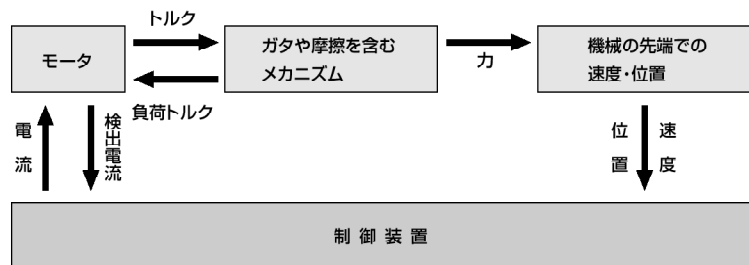 トルク
モータ
ガタや摩擦を含む
メカニズム
力
機械の先端での
速度・位置
負荷トルク
電流
検出電流
位置
速度
制御装置